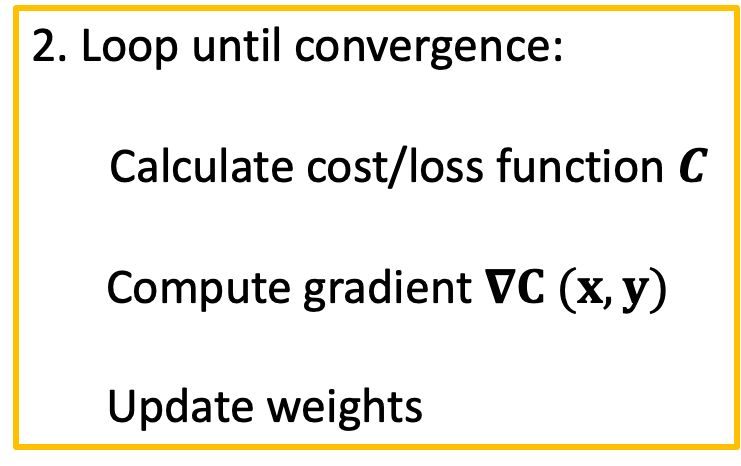 2. Loop until convergence:
Calculate cost/loss function C
Compute gradient ∇C (x, y)
Update weights